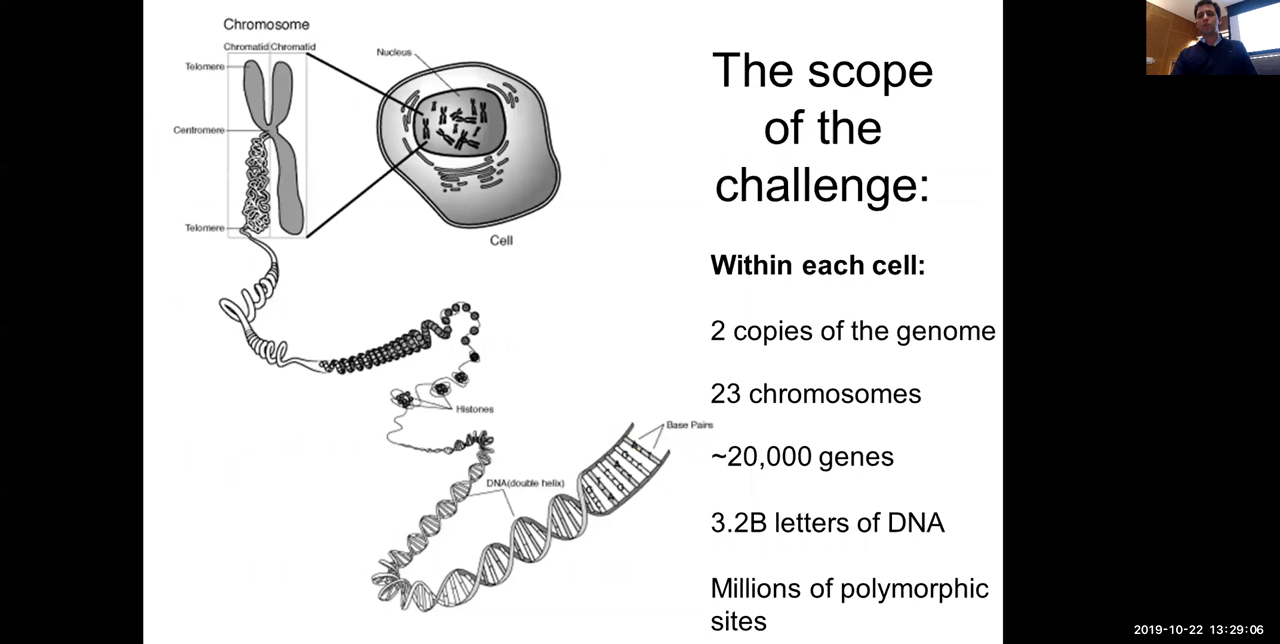 Chromosome
Chromatid Chromatid
Telomere
Centromere
Telomere
Nucleus
Cell
Histones
Base Pairs
DNA(double helix)
The scope
of the
challenge:
Within each cell:
2 copies of the genome
23 chromosomes
~20,000 genes
3.2B letters of DNA
Millions of polymorphic
sites
2019-10-22 13:29:06